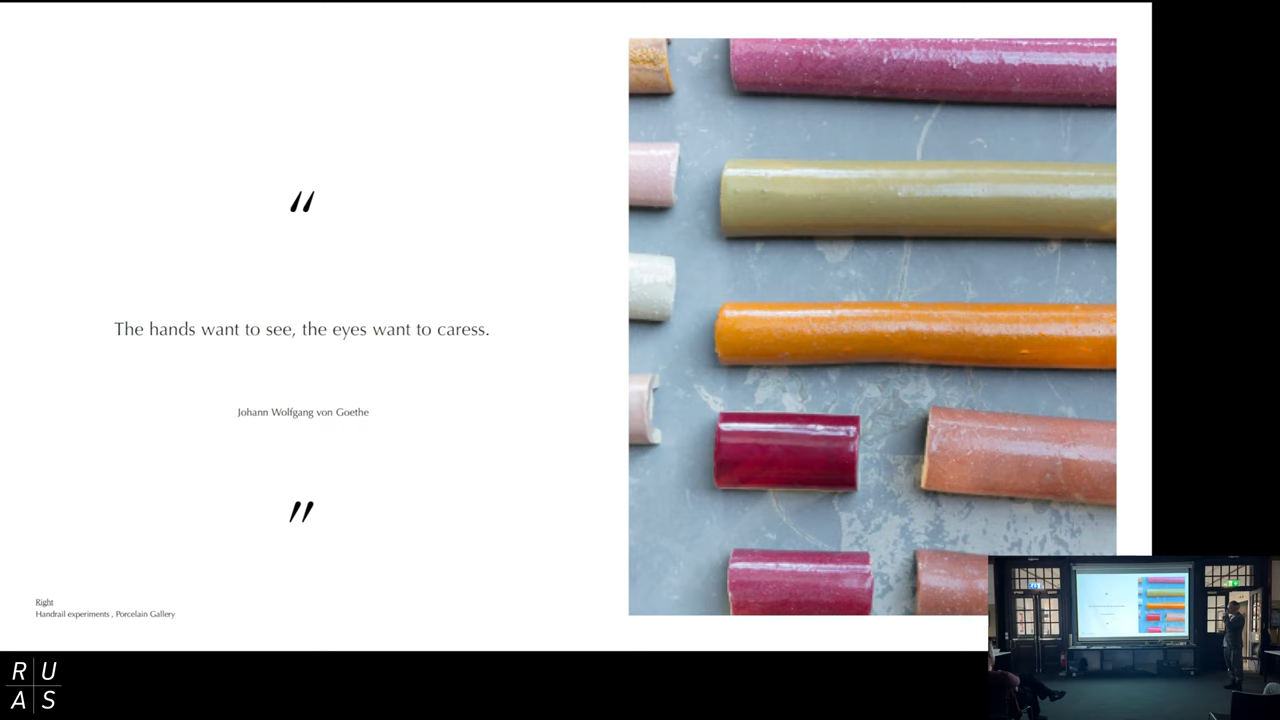 “
The hands want to see, the eyes want to caress.
Johann Wolfgang von Goethe
”
Right
Handrail experiments , Porcelain Gallery
R U
A S